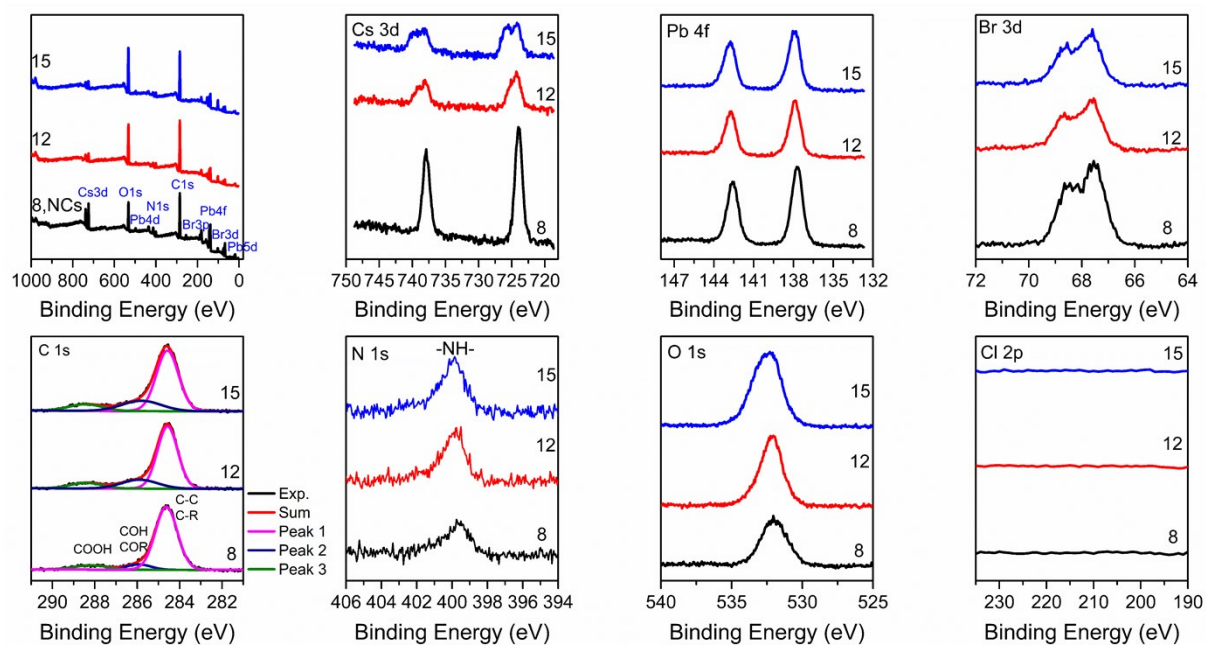 15
12
8,NCs
Cs3d
O1s
Pb4d
N1s
C1s
Br3p
Pb4f
Br3d
Pb5d
1000 800 600 400 200 0
Binding Energy (eV)
Cs 3d
15
12
8
750 745 740 735 730 725 720
Binding Energy (eV)
Pb 4f
15
12
8
147 144 141 138 135 132
Binding Energy (eV)
Br 3d
15
12
8
72 70 68 66 64
Binding Energy (eV)
C 1s
15
12
C-C
C-R
COH
COR
COOH
8
Exp.
Sum
Peak 1
Peak 2
Peak 3
290 288 286 284 282
Binding Energy (eV)
N 1s
-NH-
15
12
8
406 404 402 400 398 396 394
Binding Energy (eV)
O 1s
15
12
8
540 535 530 525
Binding Energy (eV)
Cl 2p
15
12
8
230 220 210 200 190
Binding Energy (eV)